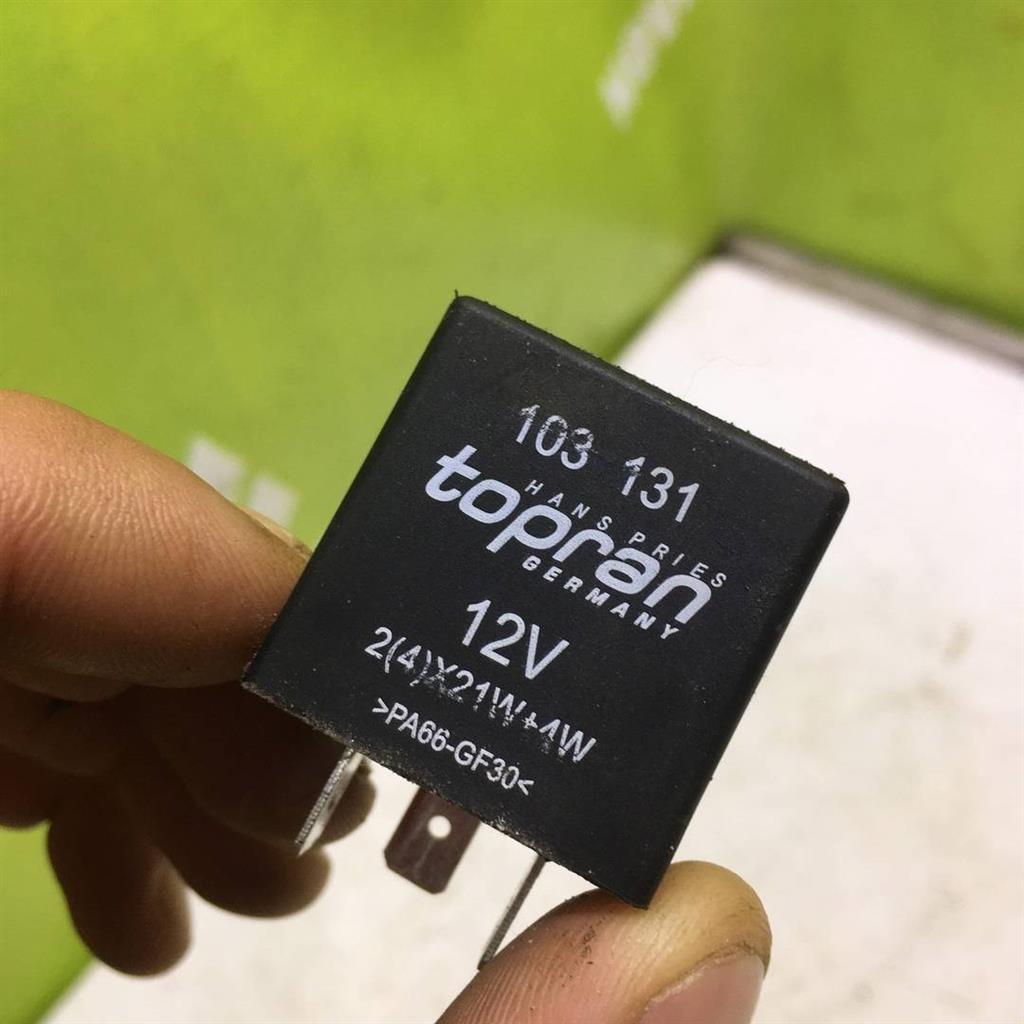 103 131
HANS PRIES
topran
GERMANY
12V
2(4)X21W+4W
>PA66-GF30<